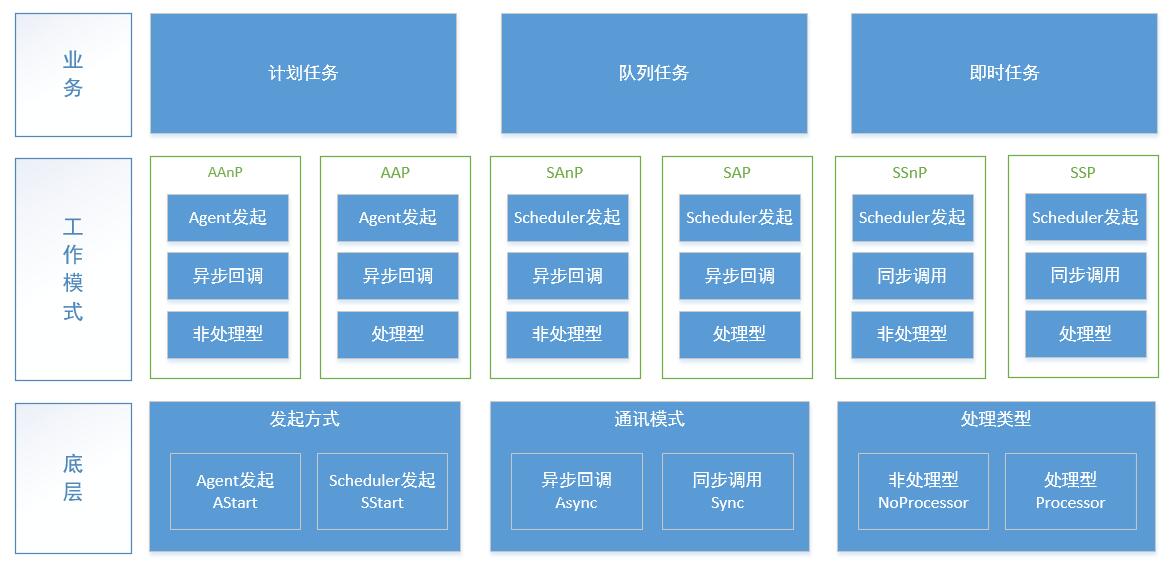 业
务
计划任务
队列任务
即时任务
工
作
模
式
AAnP
Agent发起
异步回调
非处理型
AAP
Agent发起
异步回调
处理型
SAnP
Scheduler发起
异步回调
非处理型
SAP
Scheduler发起
异步回调
处理型
SSnP
Scheduler发起
同步调用
非处理型
SSP
Scheduler发起
同步调用
处理型
底
层
发起方式
Agent发起
AStart
Scheduler发起
SStart
通讯模式
异步回调
Async
同步调用
Sync
处理类型
非处理型
NoProcessor
处理型
Processor